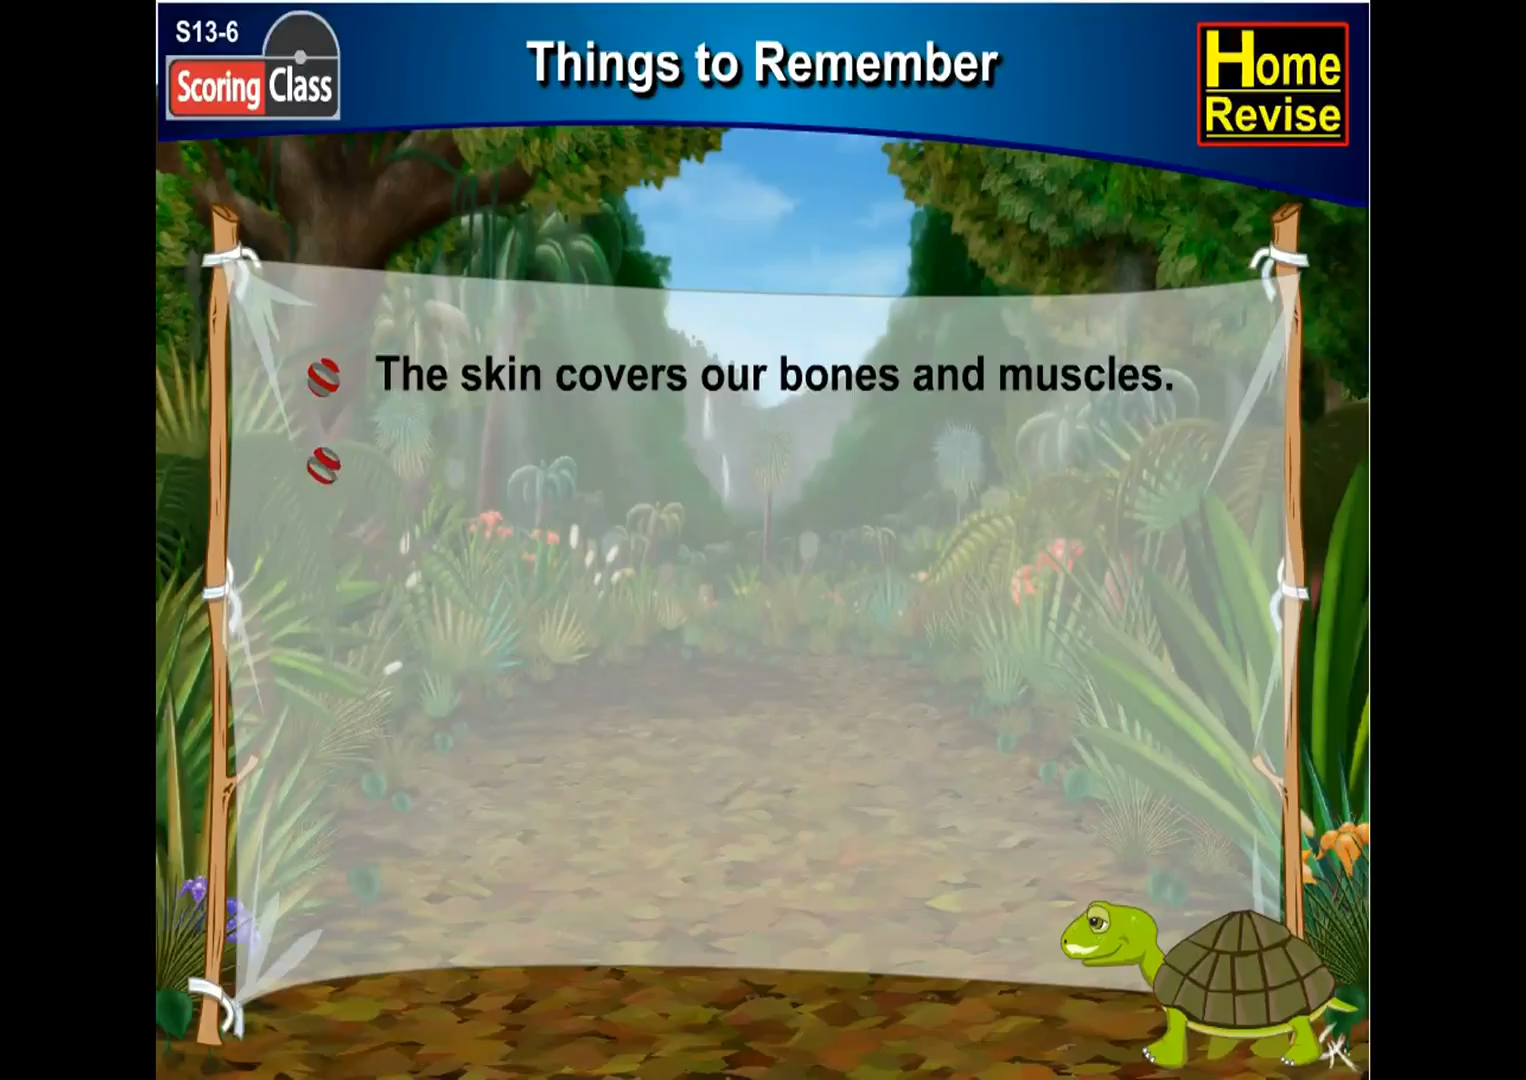 S13-6
Scoring Class
Things to Remember
Home
Revise
The skin covers our bones and muscles.